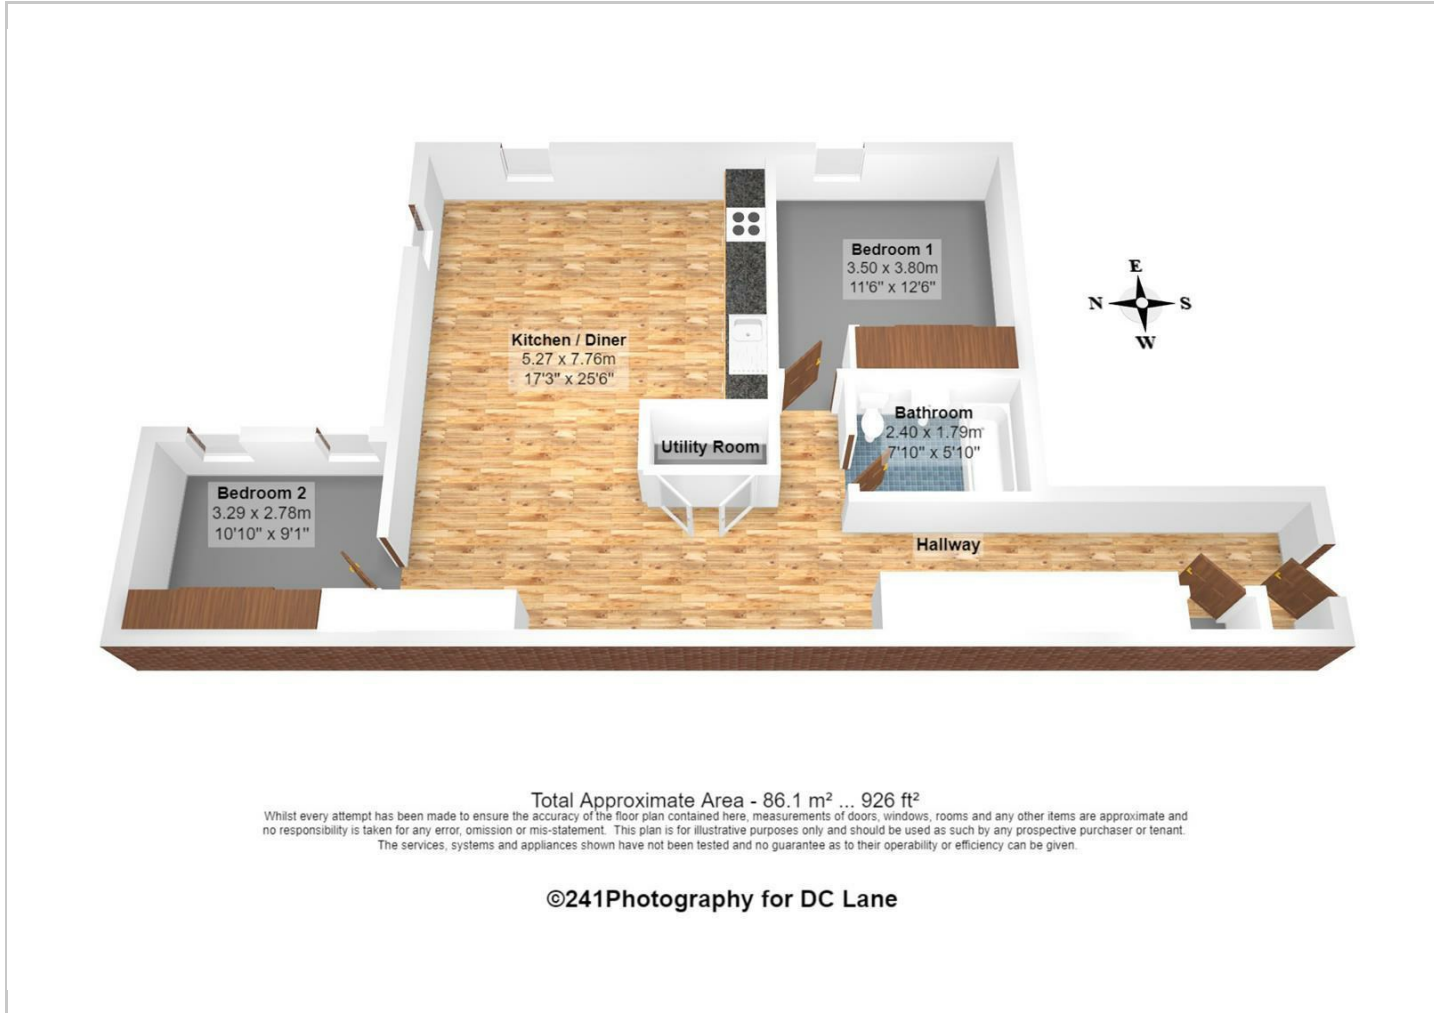 Kitchen / Diner
5.27 x 7.76m
17'3" x 25'6"
Bedroom 1
3.50 x 3.80m
11'6" x 12'6"
E
N S
W
Bathroom
2.40 x 1.79m
7'10" x 5'10"
Utility Room
Bedroom 2
3.29 x 2.78m
10'10" x 9'1"
Hallway
Total Approximate Area - 86.1 m² ... 926 ft²
Whilst every attempt has been made to ensure the accuracy of the floor plan contained here, measurements of doors, windows, rooms and any other items are approximate and
no responsibility is taken for any error, omission or mis-statement. This plan is for illustrative purposes only and should be used as such by any prospective purchaser or tenant.
The services, systems and appliances shown have not been tested and no guarantee as to their operability or efficiency can be given.
©241Photography for DC Lane